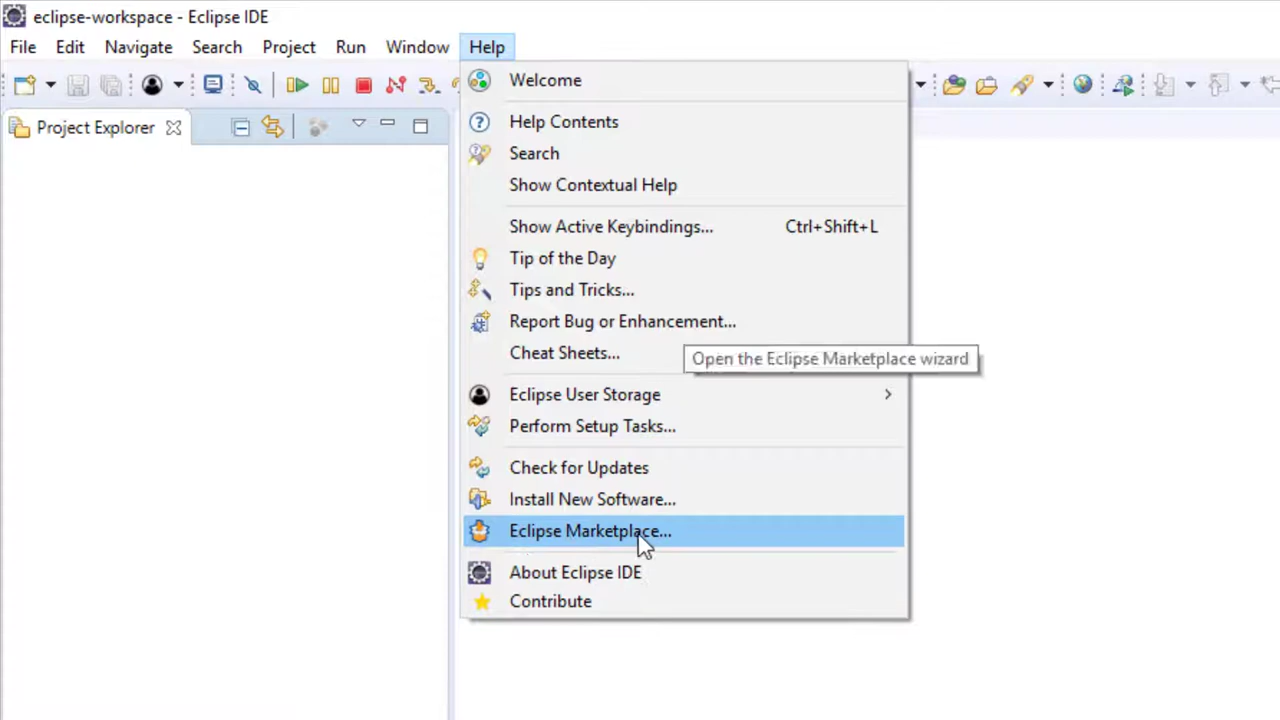 eclipse-workspace - Eclipse IDE
File Edit Navigate Search Project Run Window Help
Project Explorer
Welcome
Help Contents
Search
Show Contextual Help
Show Active Keybindings... Ctrl+Shift+L
Tip of the Day
Tips and Tricks...
Report Bug or Enhancement...
Cheat Sheets...
Open the Eclipse Marketplace wizard
Eclipse User Storage
Perform Setup Tasks...
Check for Updates
Install New Software...
Eclipse Marketplace...
About Eclipse IDE
Contribute